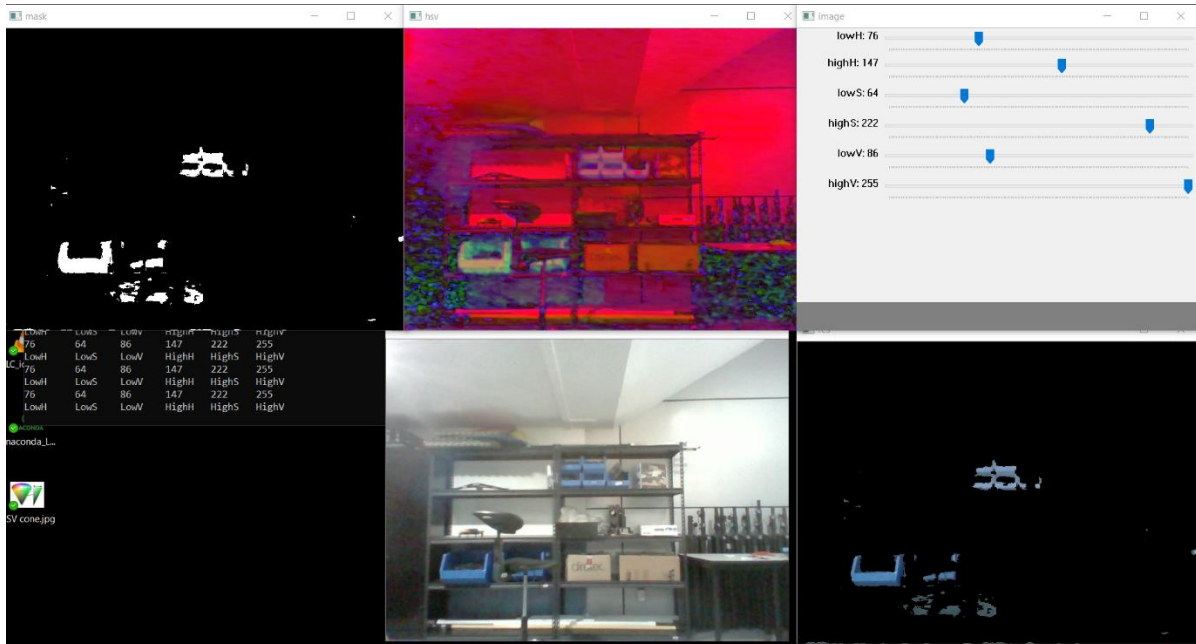 mask
hsv
image
lowH: 76
highH: 147
lowS: 64
highS: 222
lowV: 86
highV: 255
LowH LowS LowV HighH HighS HighV
76 64 86 147 222 255
LowH LowS LowV HighH HighS HighV
76 64 86 147 222 255
LowH LowS LowV HighH HighS HighV
76 64 86 147 222 255
LowH LowS LowV HighH HighS HighV
ACONDA
naconda_L...
SV cone.jpg